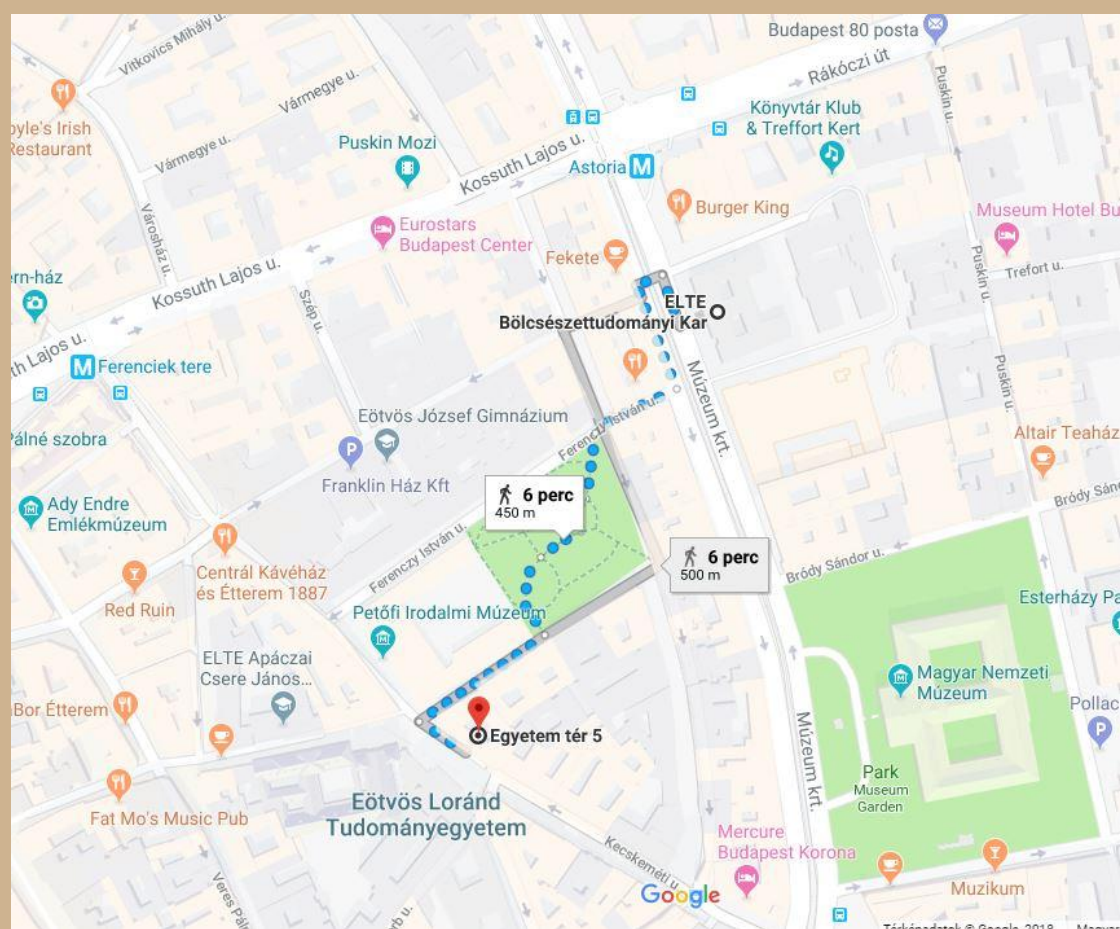 Vitkovics Mihály u.
Budapest 80 posta
Rákóczi út
Vármegye u.
Puskin u.
Restaurant
Könyvtár Klub
& Treffort Kert
Puskin Mozi
Vármegye u.
Kossuth Lajos u.
Astoria
M
Városház u.
Burger King
Eurostars
Budapest Center
Fekete
Museum Hotel Bu
Trefort u.
Puskin u.
ern-ház
Kossuth Lajos u.
Szép u.
ELTE
Bölcsészettudományi Kar
th Lajos u.
M
Ferenciek tere
Múzeum krt.
Puskin u.
Eötvös József Gimnázium
Ferenczy István u.
Pálné szobra
P
Franklin Ház Kft
Altair Teaház
6 perc
450 m
Ady Endre
Emlékmúzeum
Bródy Sánd
Ferenczy István u.
6 perc
500 m
Centrál Kávéház
és Étterem 1887
Bródy Sándor u.
Red Ruin
Petőfi Irodalmi Múzeum
Esterházy Pa
ELTE Apáczai
Csere János...
Magyar Nemzeti
Múzeum
Bor Étterem
Egyetem tér 5
Pollac
P
Múzeum krt.
Park
Museum
Garden
Eötvös Loránd
Tudományegyetem
Fat Mo's Music Pub
Mercure
Budapest Korona
Kecskeméti u.
Google
Muzikum
Veres Pál